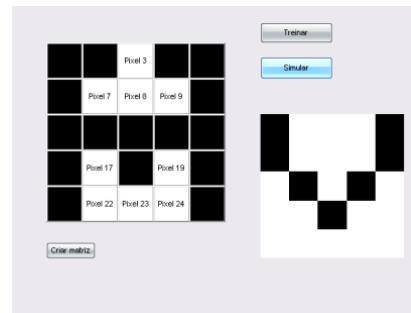 Treinar
Pixel 3
Simular
Pixel 7 Pixel 8 Pixel 9
Pixel 17 Pixel 19
Pixel 22 Pixel 23 Pixel 24
Criar matriz